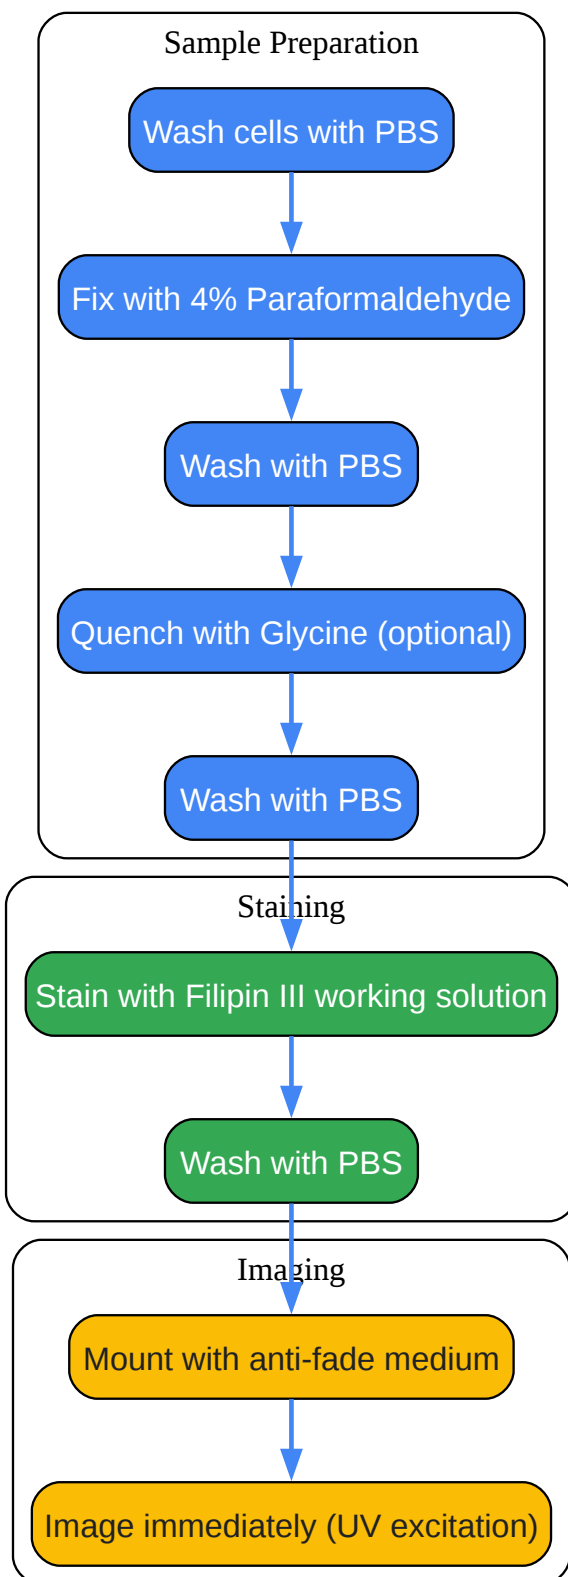 Sample Preparation
Wash cells with PBS
Fix with 4% Paraformaldehyde
Wash with PBS
Quench with Glycine (optional)
Wash with PBS
Staining
Stain with Filipin III working solution
Wash with PBS
Imaging
Mount with anti-fade medium
Image immediately (UV excitation)